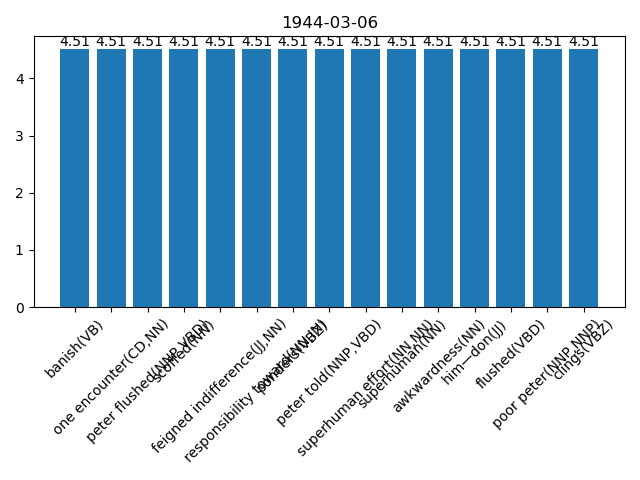 1944-03-06
4.51 4.51 4.51 4.51 4.51 4.51 4.51 4.51 4.51 4.51 4.51 4.51 4.51 4.51 4.51
4
3
2
1
0
banish(VB)
one encounter(CD,NN)
peter flushed(NNP,VBD)
scoffed(NN)
feigned indifference(JJ,NN)
responsibility toward(NN,IN)
ponders(VBZ)
peter told(NNP,VBD)
superhuman effort(NN,NN)
superhuman(NN)
awkwardness(NN)
him—don(JJ)
flushed(VBD)
poor peter(NNP,NNP)
clings(VBZ)